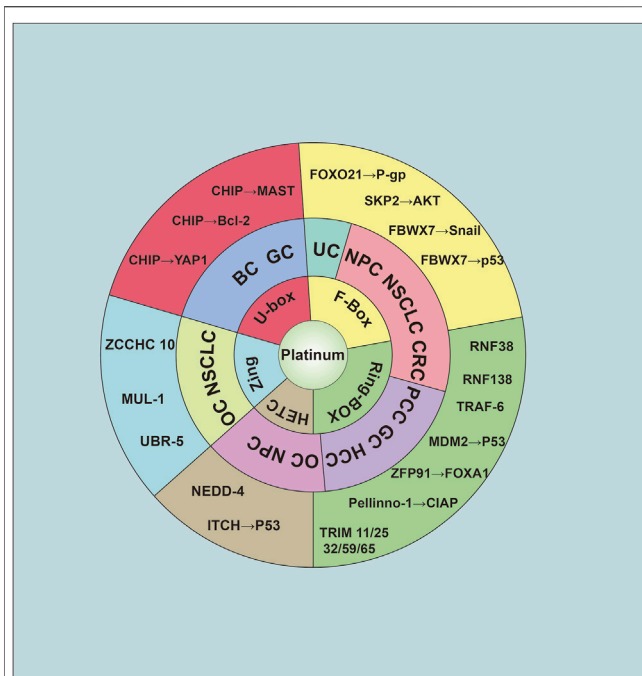 FOXO21→P-gp
SKP2→AKT
FBWX7→Snail
FBWX7→p53
CHIP→MAST
CHIP→Bcl-2
CHIP→YAP1
BC GC
UC
NPC NSCLC CRC
U-box
F-Box
Platinum
Zing
HETC
Ring-BOX
OC NSCLC
OC NPC
PCC GC HCC
ZCCHC 10
MUL-1
UBR-5
NEDD-4
ITCH→P53
RNF38
RNF138
TRAF-6
MDM2→P53
ZFP91→FOXA1
Pellinno-1→CIAP
TRIM 11/25
32/59/65